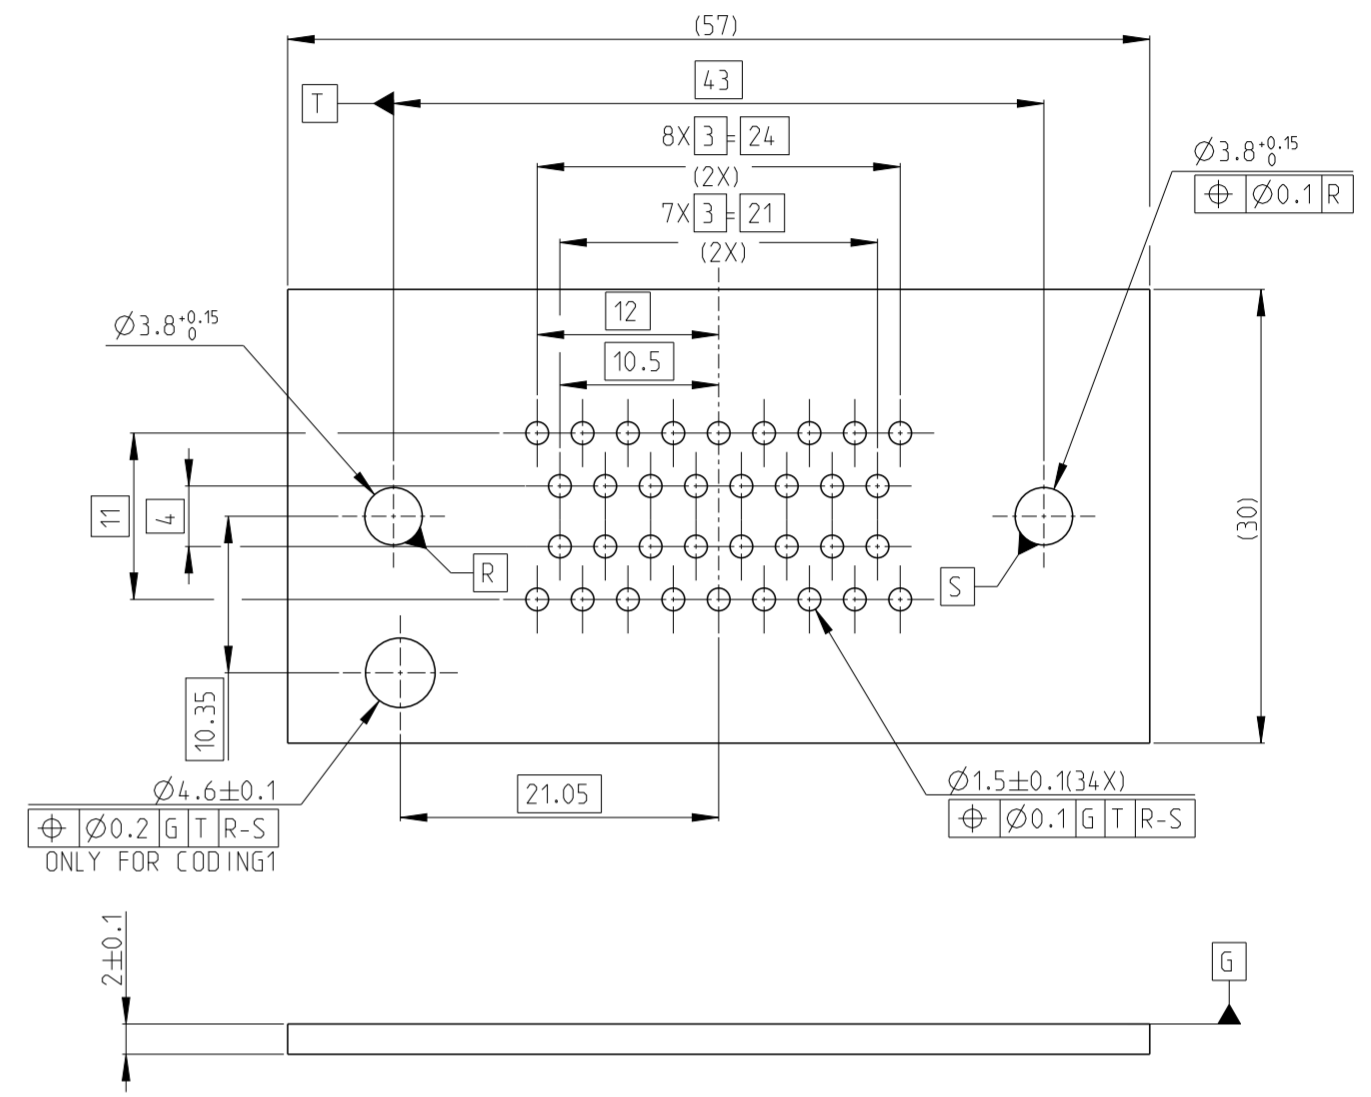 (57)
43
T
8X 3 = 24
(2X)
Ø3.8 +0.15 0
⌖ Ø0.1 R
7X 3 = 21
(2X)
12
Ø3.8 +0.15 0
10.5
11
4
(30)
R
S
10.35
Ø4.6±0.1
⌖ Ø0.2 G T R-S
ONLY FOR CODING1
21.05
Ø1.5±0.1(34X)
⌖ Ø0.1 G T R-S
2±0.1
G